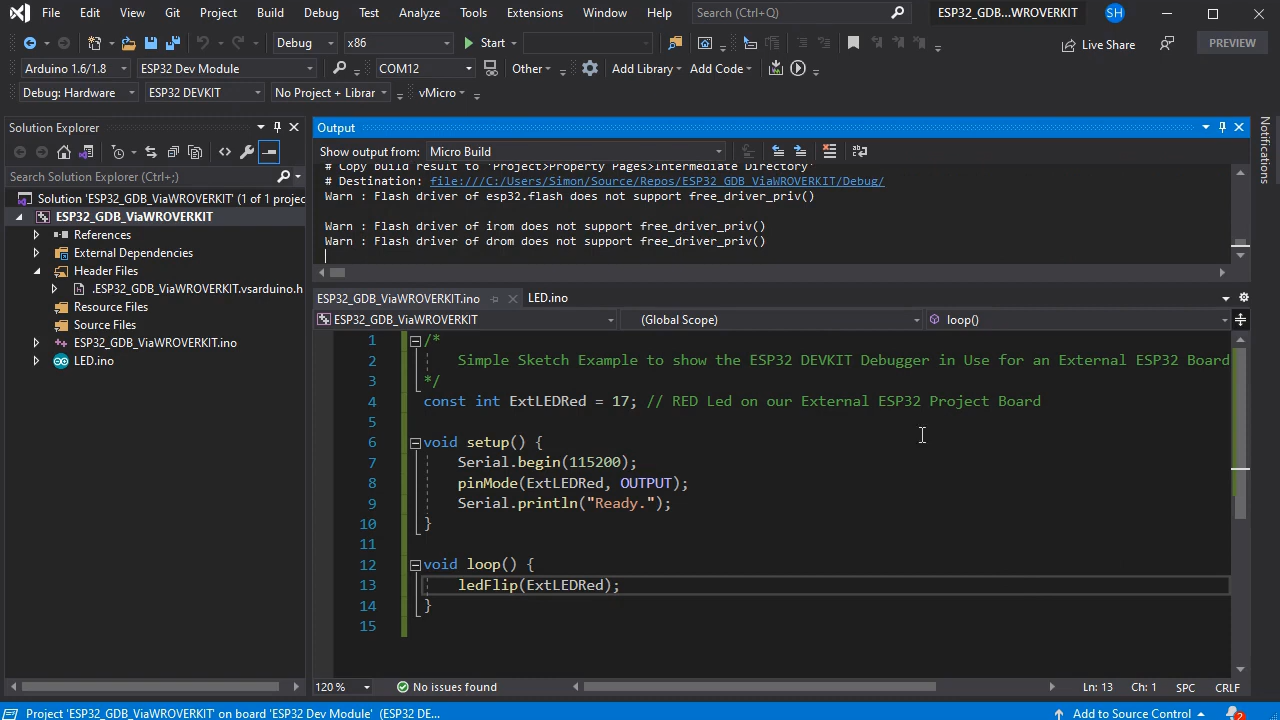 File Edit View Git Project Build Debug Test Analyze Tools Extensions Window Help Search (Ctrl+Q) ESP32_GDB...WROVERKIT SH
Debug x86 Start Live Share PREVIEW
Arduino 1.6/1.8 ESP32 Dev Module COM12 Other Add Library Add Code
Debug: Hardware ESP32 DEVKIT No Project + Librar vMicro
Solution Explorer
Search Solution Explorer (Ctrl+;)
Solution 'ESP32_GDB_ViaWROVERKIT' (1 of 1 projec
ESP32_GDB_ViaWROVERKIT
References
External Dependencies
Header Files
.ESP32_GDB_ViaWROVERKIT.vsarduino.h
Resource Files
Source Files
ESP32_GDB_ViaWROVERKIT.ino
LED.ino
Output
Show output from: Micro Build
# Copy build result to 'Project>Property Pages>Intermediate Directory'
# Destination: file:///C:/Users/Simon/Source/Repos/ESP32_GDB_ViaWROVERKIT/Debug/
Warn : Flash driver of esp32.flash does not support free_driver_priv()
Warn : Flash driver of irom does not support free_driver_priv()
Warn : Flash driver of drom does not support free_driver_priv()
ESP32_GDB_ViaWROVERKIT.ino LED.ino
ESP32_GDB_ViaWROVERKIT (Global Scope) loop()
1 /*
2 Simple Sketch Example to show the ESP32 DEVKIT Debugger in Use for an External ESP32 Board
3 */
4 const int ExtLEDRed = 17; // RED Led on our External ESP32 Project Board
5
6 void setup() {
7 Serial.begin(115200);
8 pinMode(ExtLEDRed, OUTPUT);
9 Serial.println("Ready.");
10 }
11
12 void loop() {
13 ledFlip(ExtLEDRed);
14 }
15
120 % No issues found Ln: 13 Ch: 1 SPC CRLF
Notifications
Project 'ESP32_GDB_ViaWROVERKIT' on board 'ESP32 Dev Module' (ESP32 DE... Add to Source Control 2